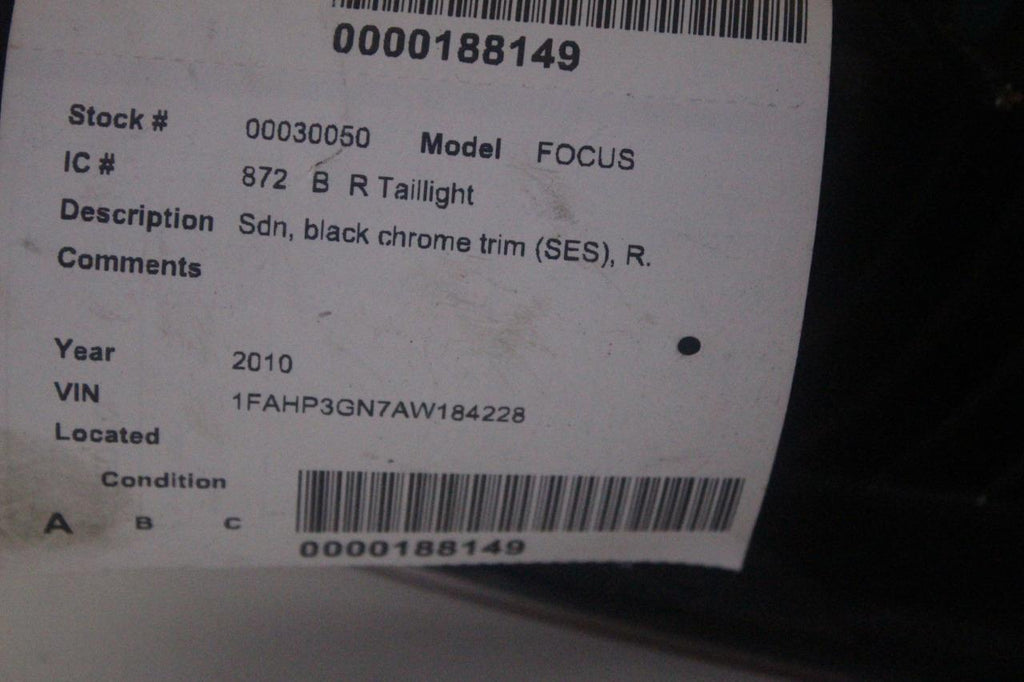 0000188149
Stock # 00030050 Model FOCUS
IC # 872 B R Taillight
Description Sdn, black chrome trim (SES), R.
Comments
Year 2010
VIN 1FAHP3GN7AW184228
Located
Condition
A B C
0000188149